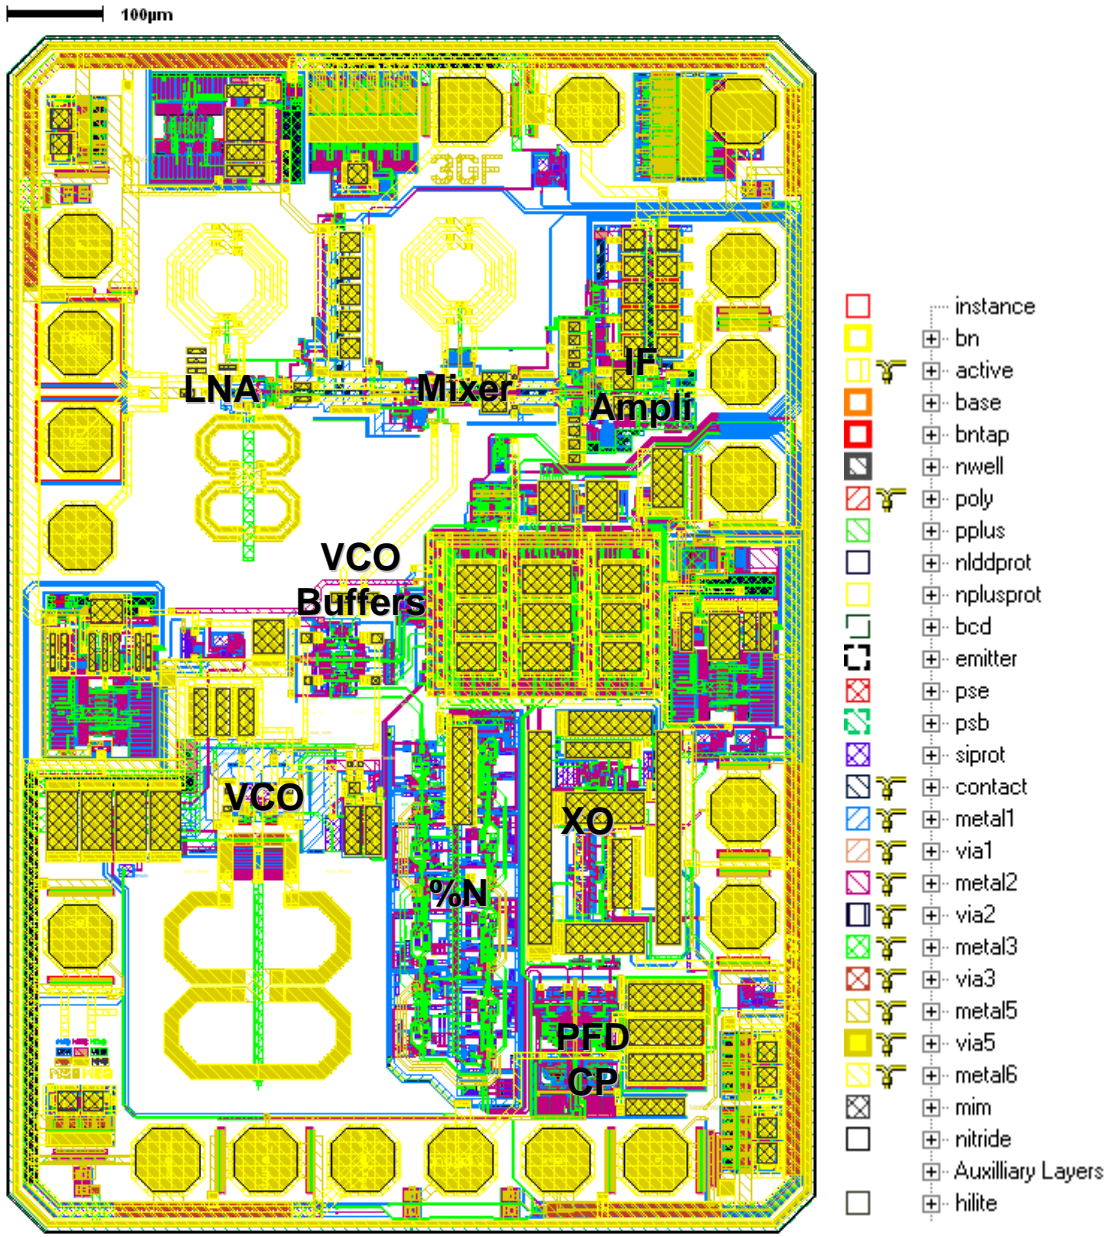 100µm
3GF
LNA
Mixer
IF
Ampli
VCO
Buffers
VCO
XO
%N
PFD
CP
instance
bn
active
base
bntap
nwell
poly
pplus
nlddprot
nplusprot
bcd
emitter
pse
psb
siprot
contact
metal1
via1
metal2
via2
metal3
via3
metal5
via5
metal6
mim
nitride
Auxilliary Layers
hilite